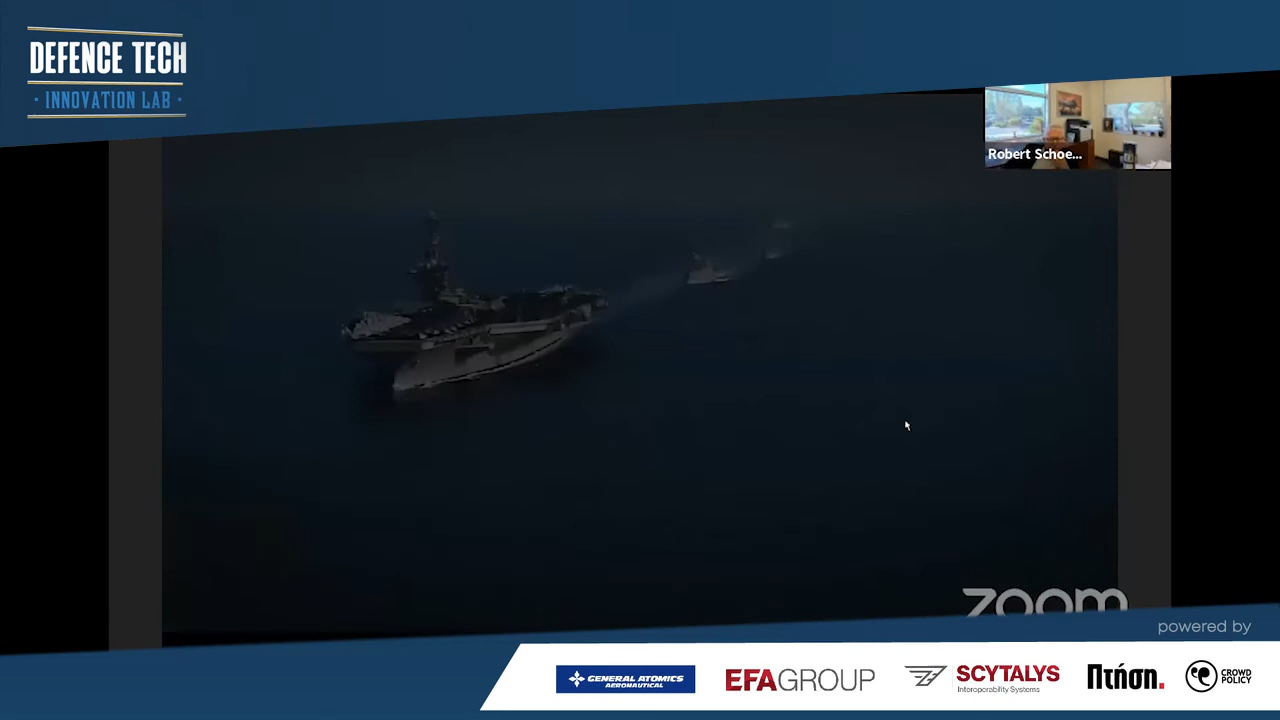 DEFENCE TECH
· INNOVATION LAB ·
Robert Schoe...
zoom
powered by
GENERAL ATOMICS
AERONAUTICAL
EFAGROUP
SCYTALYS
Interoperability Systems
Πτήση.
CROWD
POLICY